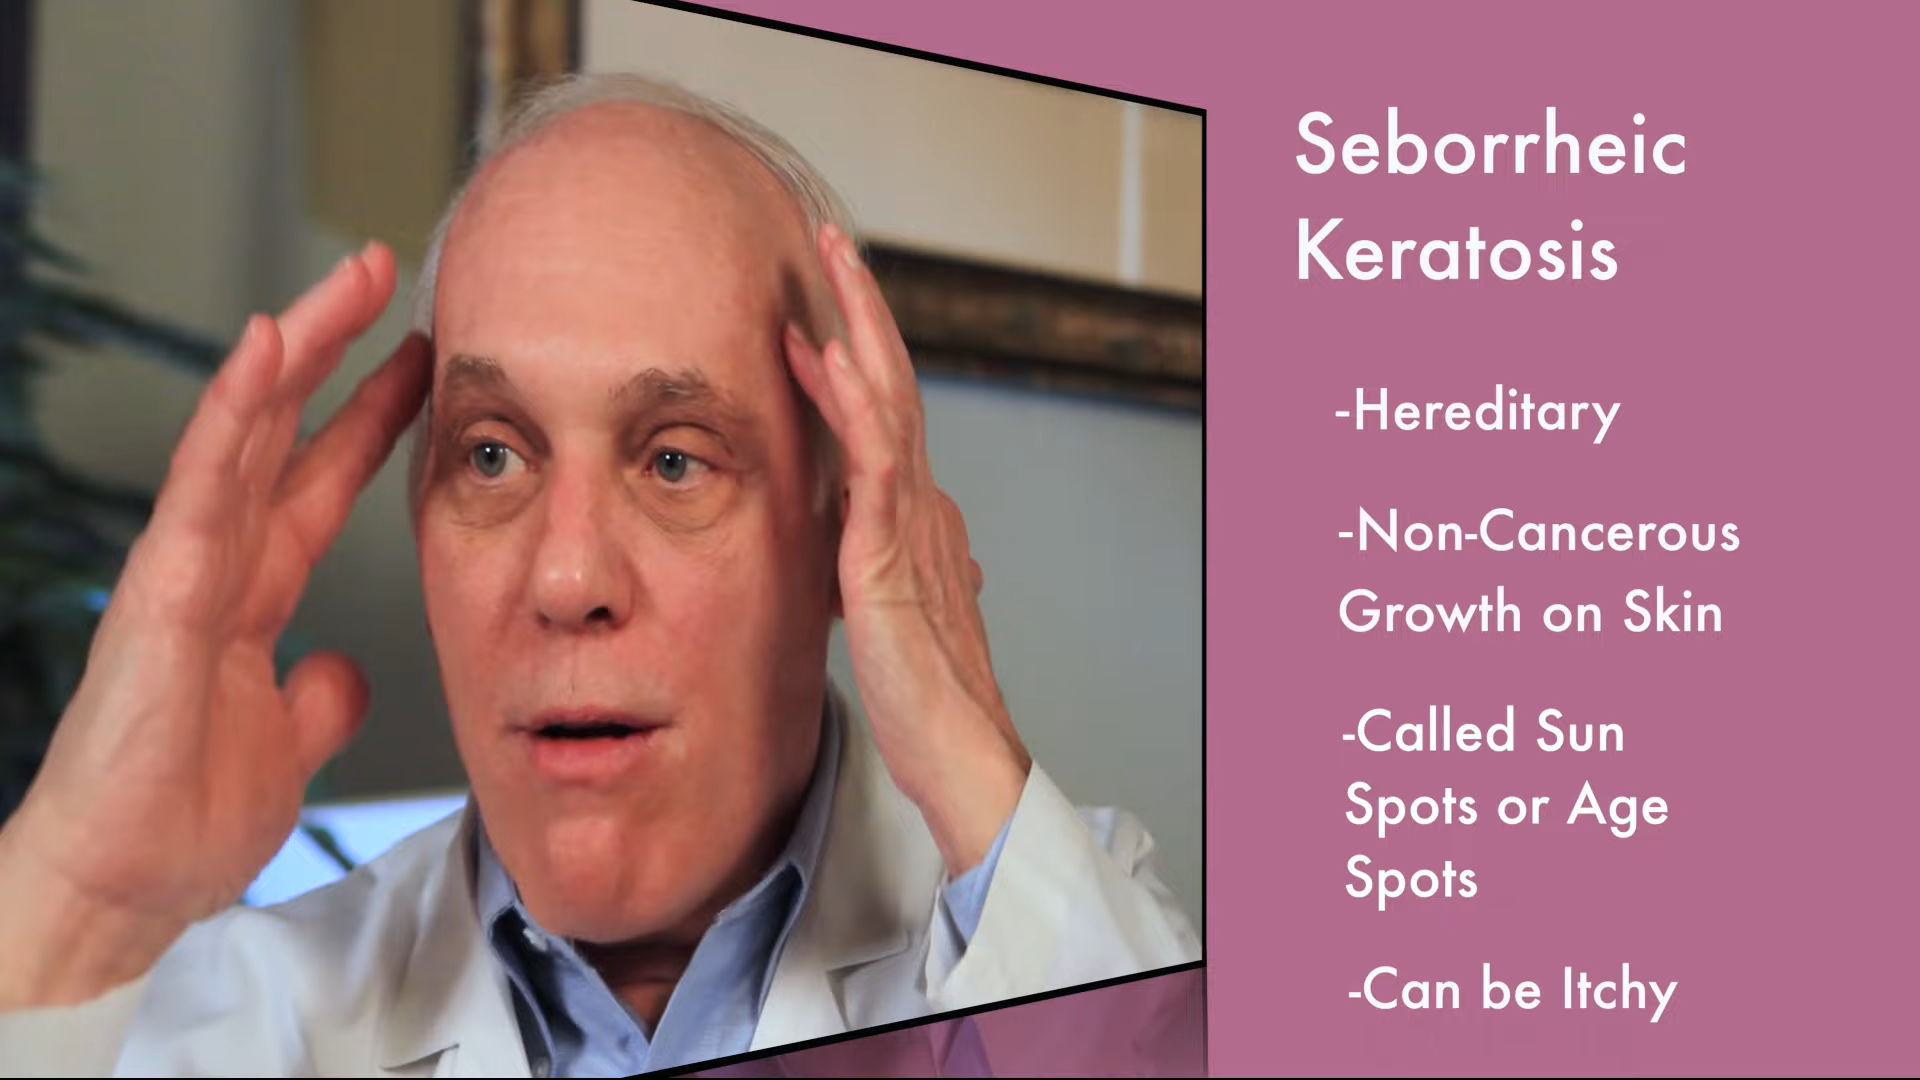 Seborrheic
Keratosis
-Hereditary
-Non-Cancerous
Growth on Skin
-Called Sun
Spots or Age
Spots
-Can be Itchy